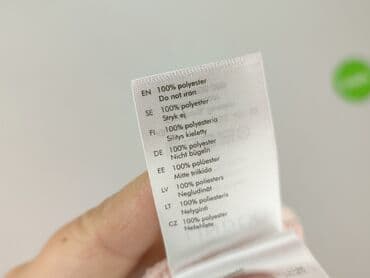 EN 100% polyester
Do not iron
SE 100% polyester
Stryk ej
FI 100% polyesteria
Silitys kielletty
DE 100% polyester
Nicht bügeln
EE 100% polüester
Mitte triikida
LV 100% poliesters
Negludināt
LT 100% poliesteris
Nelyginti
CZ 100% polyester
Nežehlete